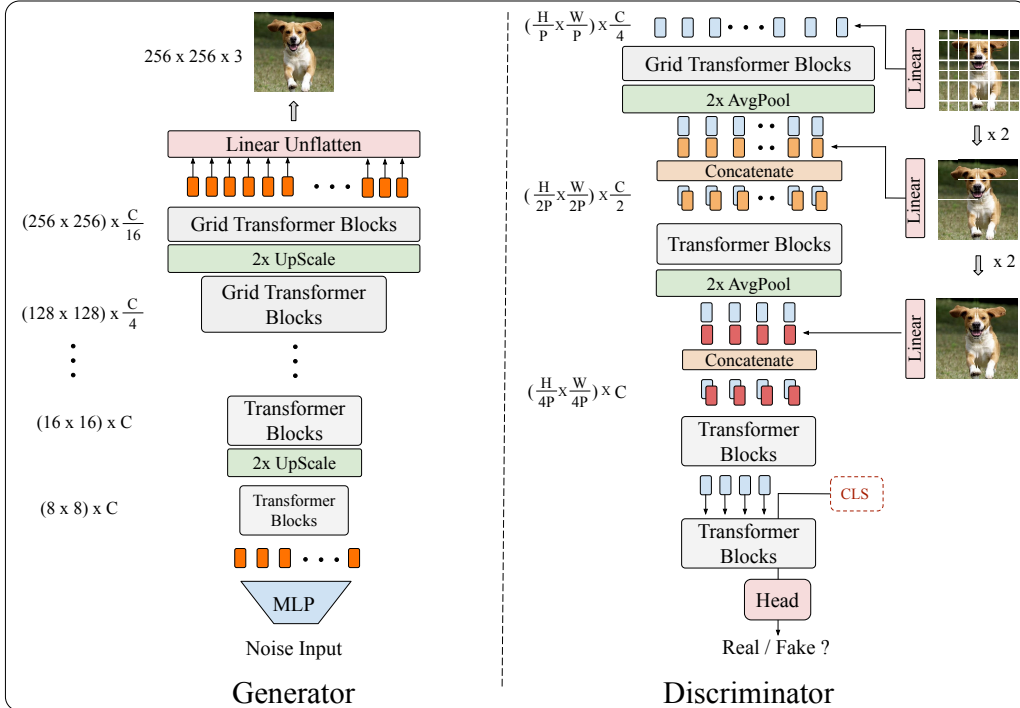 256 x 256 x 3
Linear Unflatten
(256 x 256) x C/16
Grid Transformer Blocks
2x UpScale
(128 x 128) x C/4
Grid Transformer
Blocks
(16 x 16) x C
Transformer
Blocks
2x UpScale
(8 x 8) x C
Transformer
Blocks
MLP
Noise Input
Generator
(H/P x W/P) x C/4
Linear
Grid Transformer Blocks
2x AvgPool
x 2
Concatenate
(H/2P x W/2P) x C/2
Linear
Transformer Blocks
2x AvgPool
x 2
Linear
Concatenate
(H/4P x W/4P) x C
Transformer
Blocks
CLS
Transformer
Blocks
Head
Real / Fake ?
Discriminator